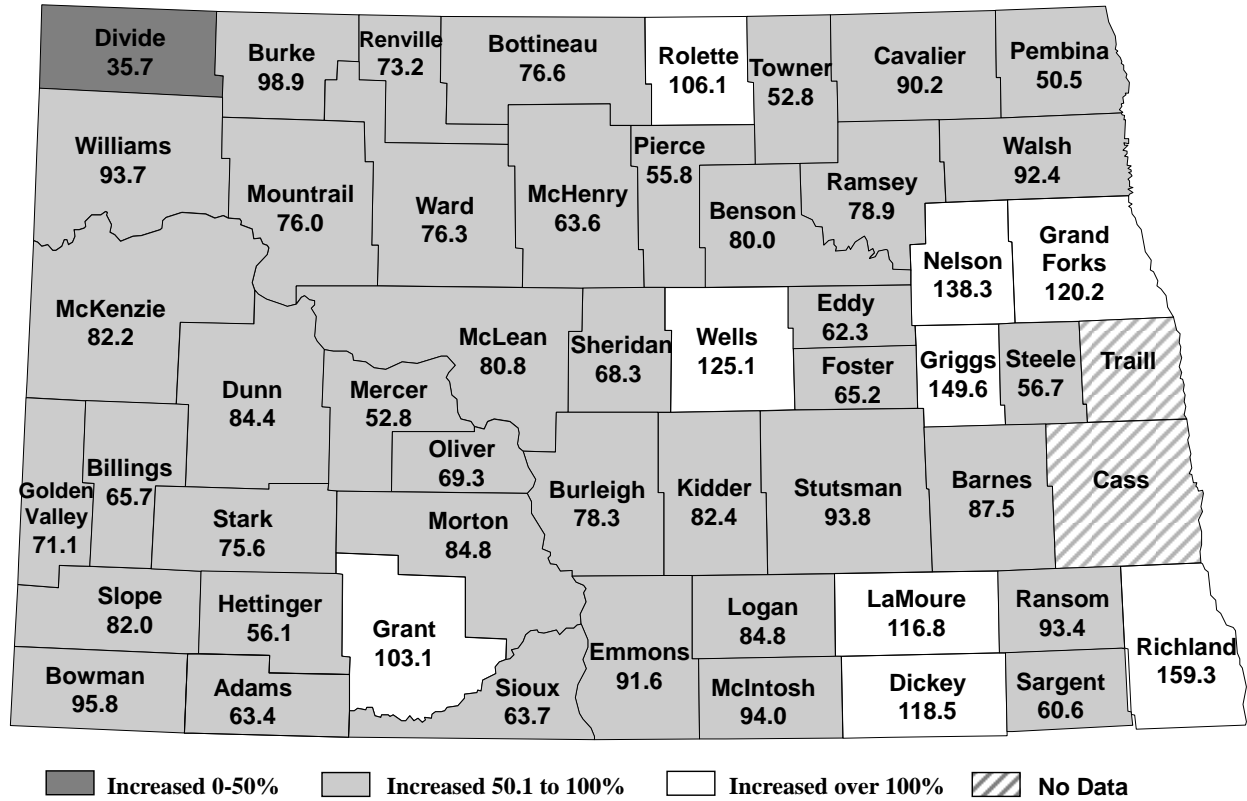 Divide
35.7
Burke
98.9
Renville
73.2
Bottineau
76.6
Rolette
106.1
Towner
52.8
Cavalier
90.2
Pembina
50.5
Williams
93.7
Mountrail
76.0
Ward
76.3
McHenry
63.6
Pierce
55.8
Benson
80.0
Ramsey
78.9
Walsh
92.4
Nelson
138.3
Grand
Forks
120.2
McKenzie
82.2
Dunn
84.4
Mercer
52.8
McLean
80.8
Sheridan
68.3
Wells
125.1
Eddy
62.3
Foster
65.2
Griggs
149.6
Steele
56.7
Traill
Golden
Valley
71.1
Billings
65.7
Stark
75.6
Oliver
69.3
Morton
84.8
Burleigh
78.3
Kidder
82.4
Stutsman
93.8
Barnes
87.5
Cass
Slope
82.0
Hettinger
56.1
Grant
103.1
Emmons
91.6
Logan
84.8
LaMoure
116.8
Ransom
93.4
Richland
159.3
Bowman
95.8
Adams
63.4
Sioux
63.7
McIntosh
94.0
Dickey
118.5
Sargent
60.6
Increased 0-50%
Increased 50.1 to 100%
Increased over 100%
No Data